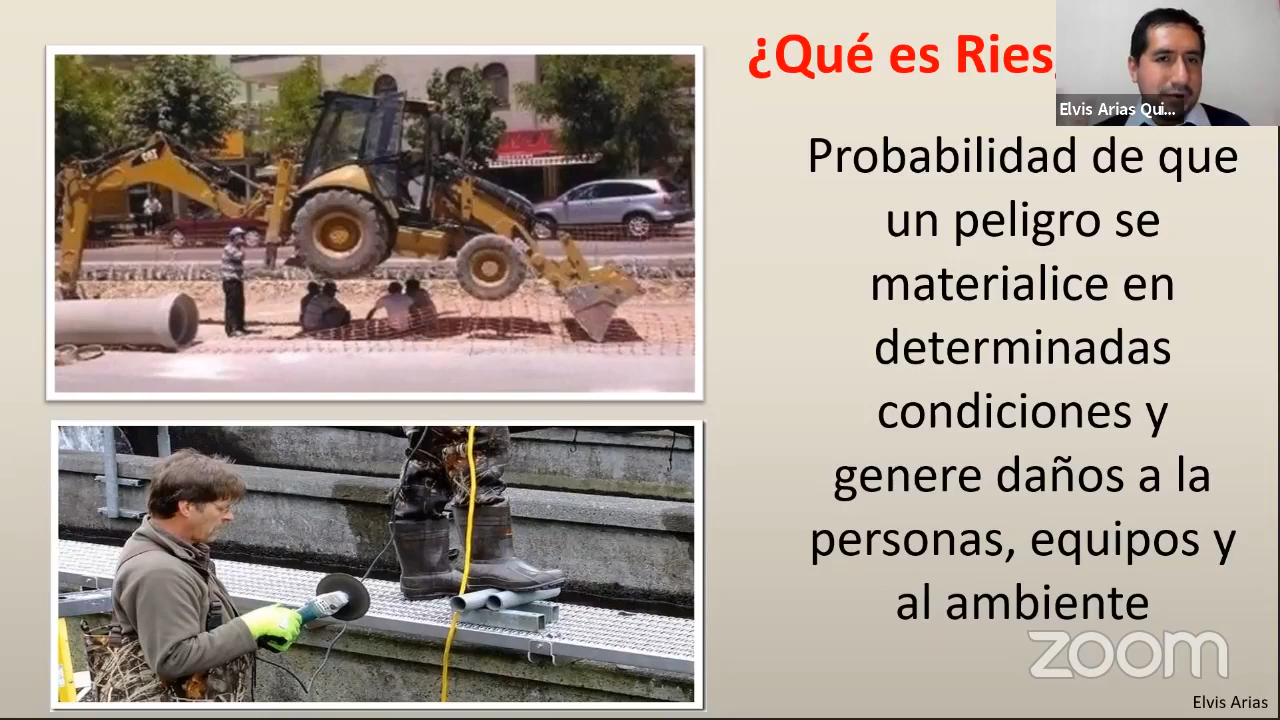 ¿Qué es Ries
Elvis Arias Qui...
Probabilidad de que
un peligro se
materialice en
determinadas
condiciones y
genere daños a la
personas, equipos y
al ambiente
zoom
Elvis Arias
CAT